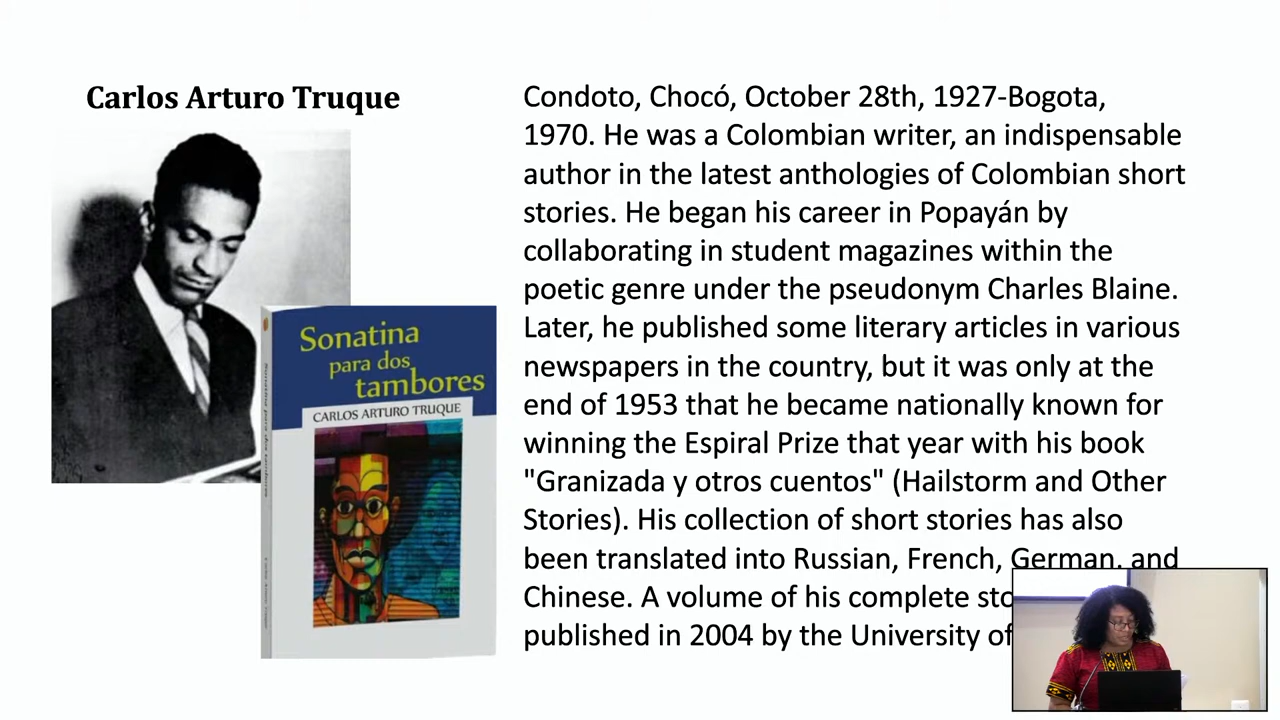 Carlos Arturo Truque
Sonatina
para dos
tambores
CARLOS ARTURO TRUQUE
Condoto, Chocó, October 28th, 1927-Bogota,
1970. He was a Colombian writer, an indispensable
author in the latest anthologies of Colombian short
stories. He began his career in Popayán by
collaborating in student magazines within the
poetic genre under the pseudonym Charles Blaine.
Later, he published some literary articles in various
newspapers in the country, but it was only at the
end of 1953 that he became nationally known for
winning the Espiral Prize that year with his book
"Granizada y otros cuentos" (Hailstorm and Other
Stories). His collection of short stories has also
been translated into Russian, French, German, and
Chinese. A volume of his complete
published in 2004 by the University of